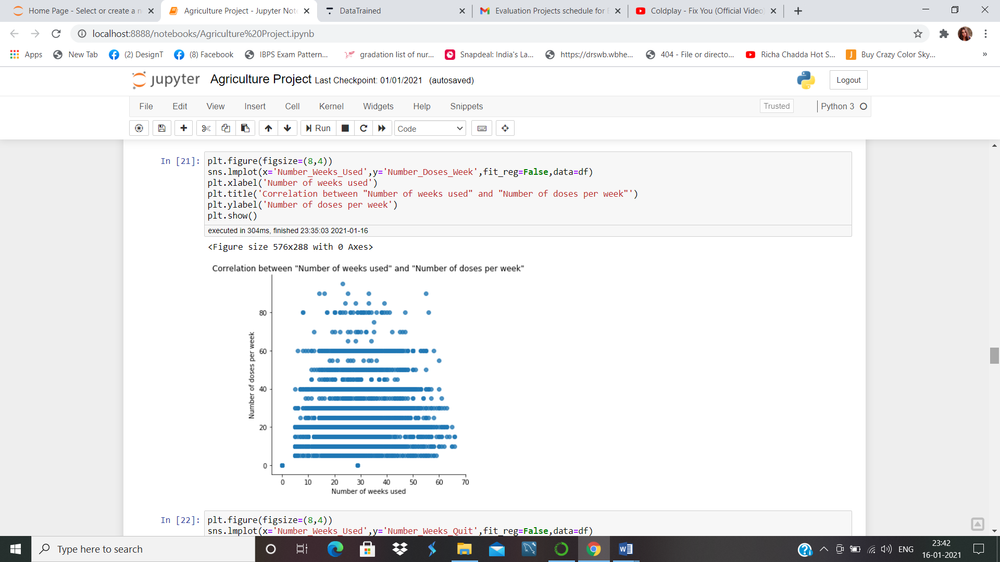 Home Page - Select or create a n
Agriculture Project - Jupyter Not
DataTrained
Evaluation Projects schedule for
Coldplay - Fix You (Official Video)
localhost:8888/notebooks/Agriculture%20Project.ipynb
Apps
New Tab
(2) DesignT
(8) Facebook
IBPS Exam Pattern...
gradation list of nur...
Snapdeal: India's La...
https://drswb.wbhe...
404 - File or directo...
Richa Chadda Hot S...
Buy Crazy Color Sky...
»
jupyter
Agriculture Project Last Checkpoint: 01/01/2021 (autosaved)
Logout
File Edit View Insert Cell Kernel Widgets Help Snippets
Trusted
Python 3
Run
Code
In [21]:
plt.figure(figsize=(8,4))
sns.lmplot(x='Number_Weeks_Used',y='Number_Doses_Week',fit_reg=False,data=df)
plt.xlabel('Number of weeks used')
plt.title('Correlation between "Number of weeks used" and "Number of doses per week"')
plt.ylabel('Number of doses per week')
plt.show()
executed in 304ms, finished 23:35:03 2021-01-16
<Figure size 576x288 with 0 Axes>
Correlation between "Number of weeks used" and "Number of doses per week"
Number of doses per week
80
60
40
20
0
0 10 20 30 40 50 60 70
Number of weeks used
In [22]:
plt.figure(figsize=(8,4))
sns.lmplot(x='Number_Weeks_Used',y='Number_Weeks_Quit',fit_reg=False,data=df)
Type here to search
ENG
23:42
16-01-2021